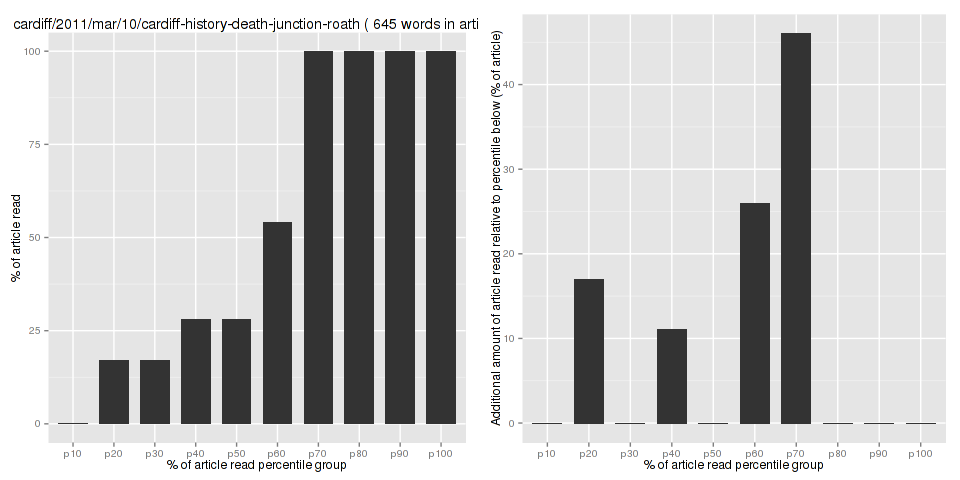 cardiff/2011/mar/10/cardiff-history-death-junction-roath ( 645 words in arti
% of article read
100
75
50
25
0
p10 p20 p30 p40 p50 p60 p70 p80 p90 p100
% of article read percentile group
Additional amount of article read relative to percentile below (% of article)
40
30
20
10
0
p10 p20 p30 p40 p50 p60 p70 p80 p90 p100
% of article read percentile group